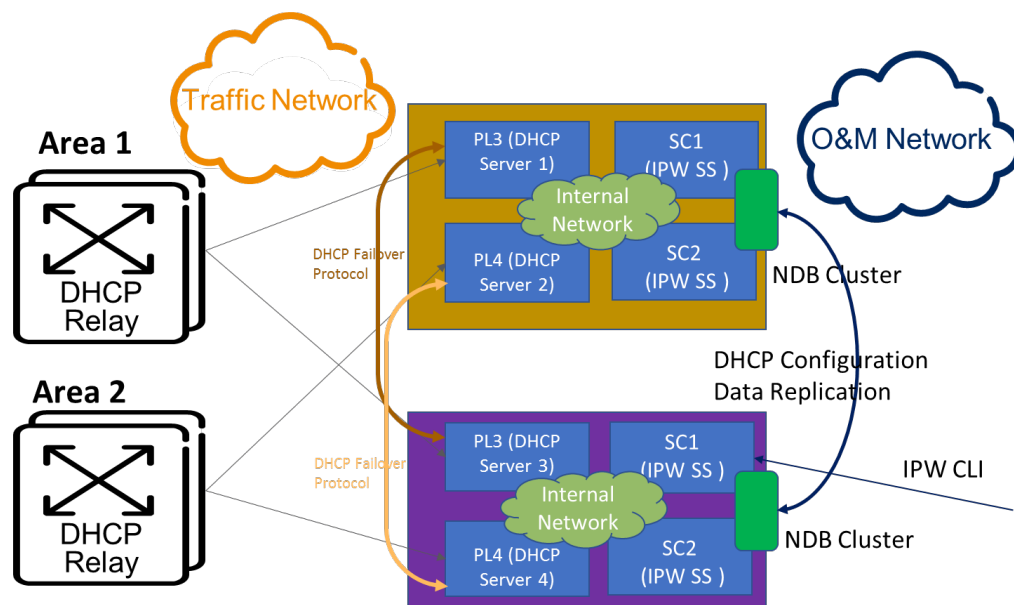 Traffic Network
O&M Network
Area 1
DHCP
Relay
PL3 (DHCP
Server 1)
SC1
(IPW SS )
Internal
Network
PL4 (DHCP
Server 2)
SC2
(IPW SS )
DHCP Failover
Protocol
NDB Cluster
DHCP Configuration
Data Replication
Area 2
DHCP
Relay
DHCP Failover
Protocol
PL3 (DHCP
Server 3)
SC1
(IPW SS )
Internal
Network
PL4 (DHCP
Server 4)
SC2
(IPW SS )
IPW CLI
NDB Cluster